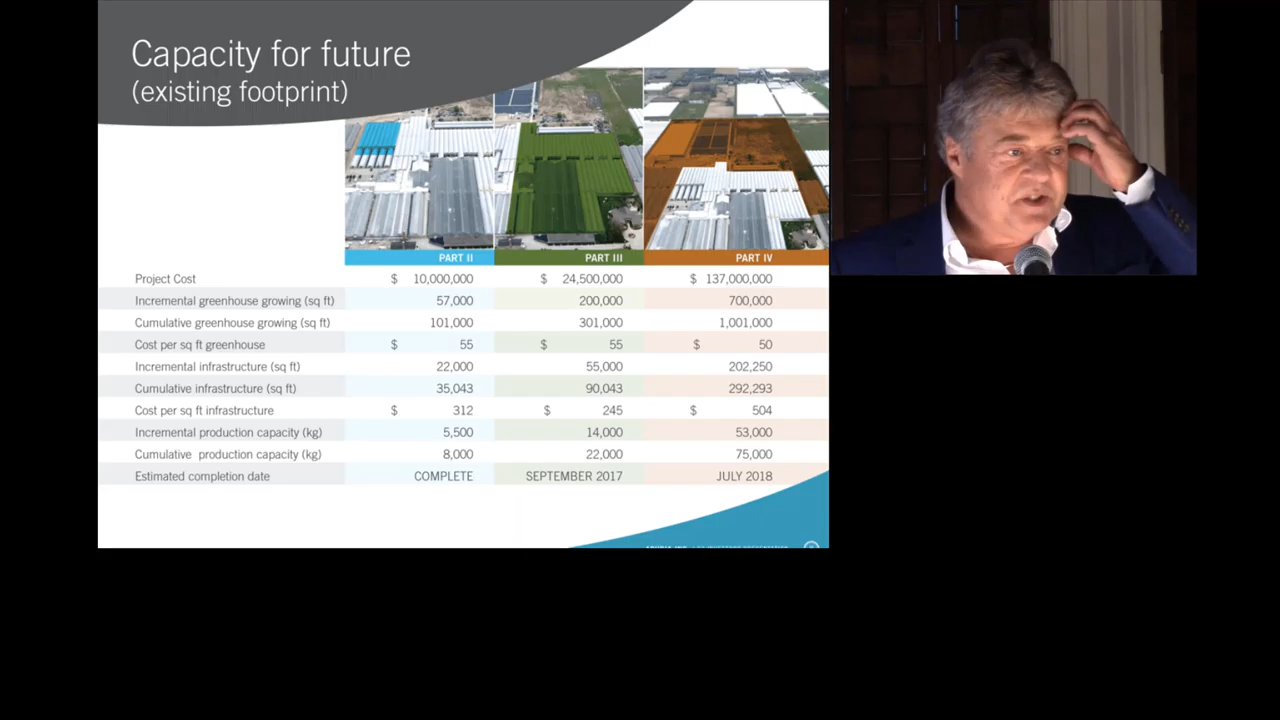 Capacity for future
(existing footprint)
PART II PART III PART IV
Project Cost $ 10,000,000 $ 24,500,000 $ 137,000,000
Incremental greenhouse growing (sq ft) 57,000 200,000 700,000
Cumulative greenhouse growing (sq ft) 101,000 301,000 1,001,000
Cost per sq ft greenhouse $ 55 $ 55 $ 50
Incremental infrastructure (sq ft) 22,000 55,000 202,250
Cumulative infrastructure (sq ft) 35,043 90,043 292,293
Cost per sq ft infrastructure $ 312 $ 245 $ 504
Incremental production capacity (kg) 5,500 14,000 53,000
Cumulative production capacity (kg) 8,000 22,000 75,000
Estimated completion date COMPLETE SEPTEMBER 2017 JULY 2018